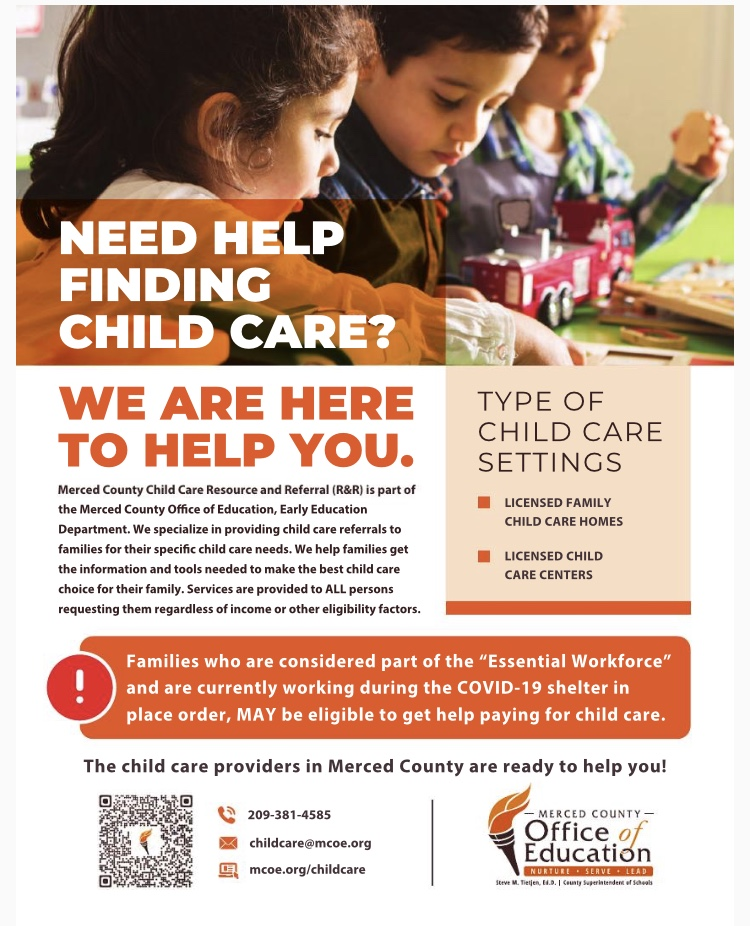 NEED HELP
FINDING
CHILD CARE?
WE ARE HERE
TO HELP YOU.
Merced County Child Care Resource and Referral (R&R) is part of
the Merced County Office of Education, Early Education
Department. We specialize in providing child care referrals to
families for their specific child care needs. We help families get
the information and tools needed to make the best child care
choice for their family. Services are provided to ALL persons
requesting them regardless of income or other eligibility factors.
TYPE OF
CHILD CARE
SETTINGS
LICENSED FAMILY
CHILD CARE HOMES
LICENSED CHILD
CARE CENTERS
!
Families who are considered part of the “Essential Workforce”
and are currently working during the COVID-19 shelter in
place order, MAY be eligible to get help paying for child care.
The child care providers in Merced County are ready to help you!
209-381-4585
childcare@mcoe.org
mcoe.org/childcare
MERCED COUNTY
Office of
Education
NURTURE • SERVE • LEAD
Steve M. Tietjen, Ed.D. | County Superintendent of Schools